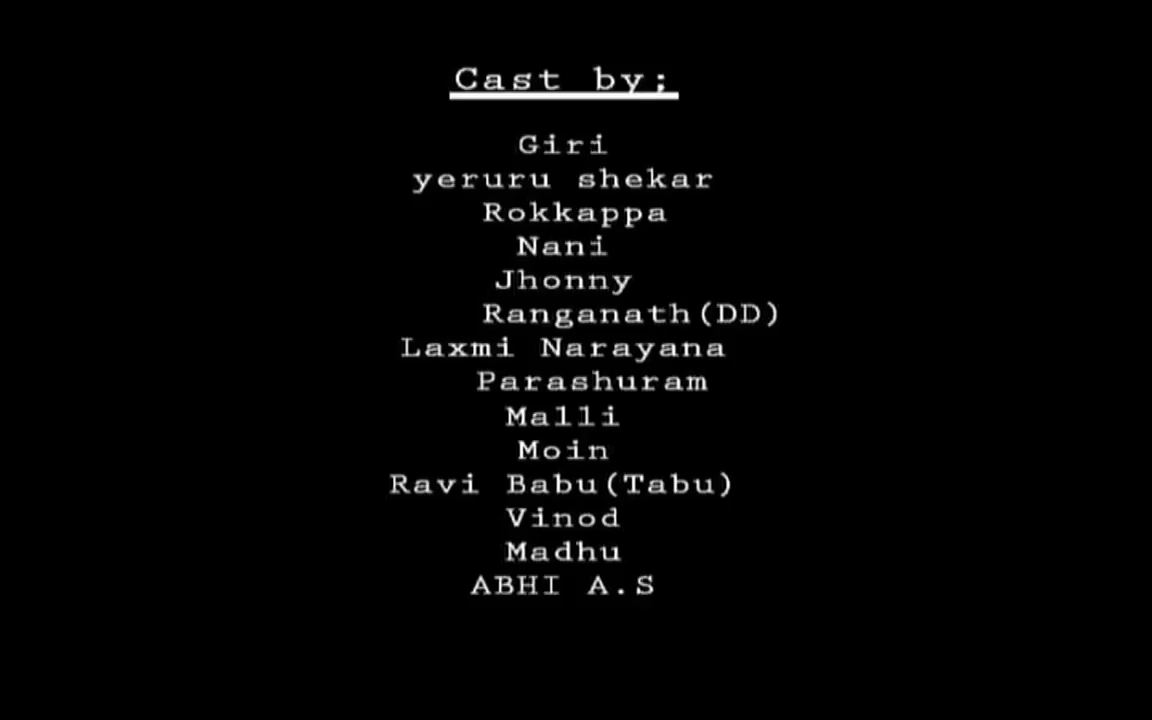 Cast by;
Giri
yeruru shekar
Rokkappa
Nani
Jhonny
Ranganath(DD)
Laxmi Narayana
Parashuram
Malli
Moin
Ravi Babu(Tabu)
Vinod
Madhu
ABHI A.S